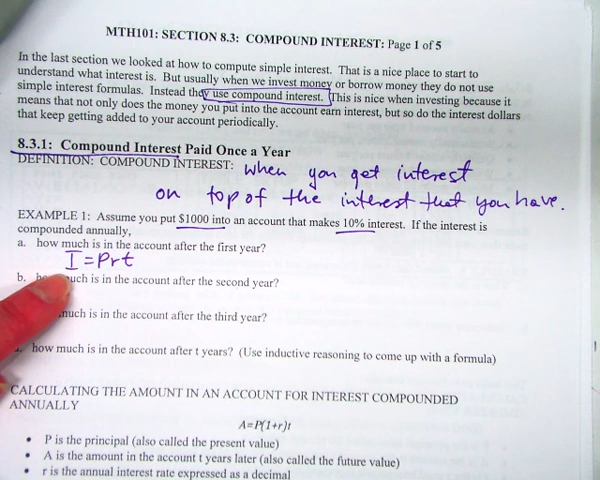 MTH101: SECTION 8.3: COMPOUND INTEREST: Page 1 of 5
In the last section we looked at how to compute simple interest. That is a nice place to start to
understand what interest is. But usually when we invest money or borrow money they do not use
simple interest formulas. Instead they use compound interest. This is nice when investing because it
means that not only does the money you put into the account earn interest, but so do the interest dollars
that keep getting added to your account periodically.
8.3.1: Compound Interest Paid Once a Year
DEFINITION: COMPOUND INTEREST: when you get interest
on top of the interest that you have.
EXAMPLE 1: Assume you put $1000 into an account that makes 10% interest. If the interest is
compounded annually,
a. how much is in the account after the first year?
I = Prt
b. is in the account after the second year?
much is in the account after the third year?
how much is in the account after t years? (Use inductive reasoning to come up with a formula)
CALCULATING THE AMOUNT IN AN ACCOUNT FOR INTEREST COMPOUNDED
ANNUALLY
A=P(1+r)t
• P is the principal (also called the present value)
• A is the amount in the account t years later (also called the future value)
• r is the annual interest rate expressed as a decimal